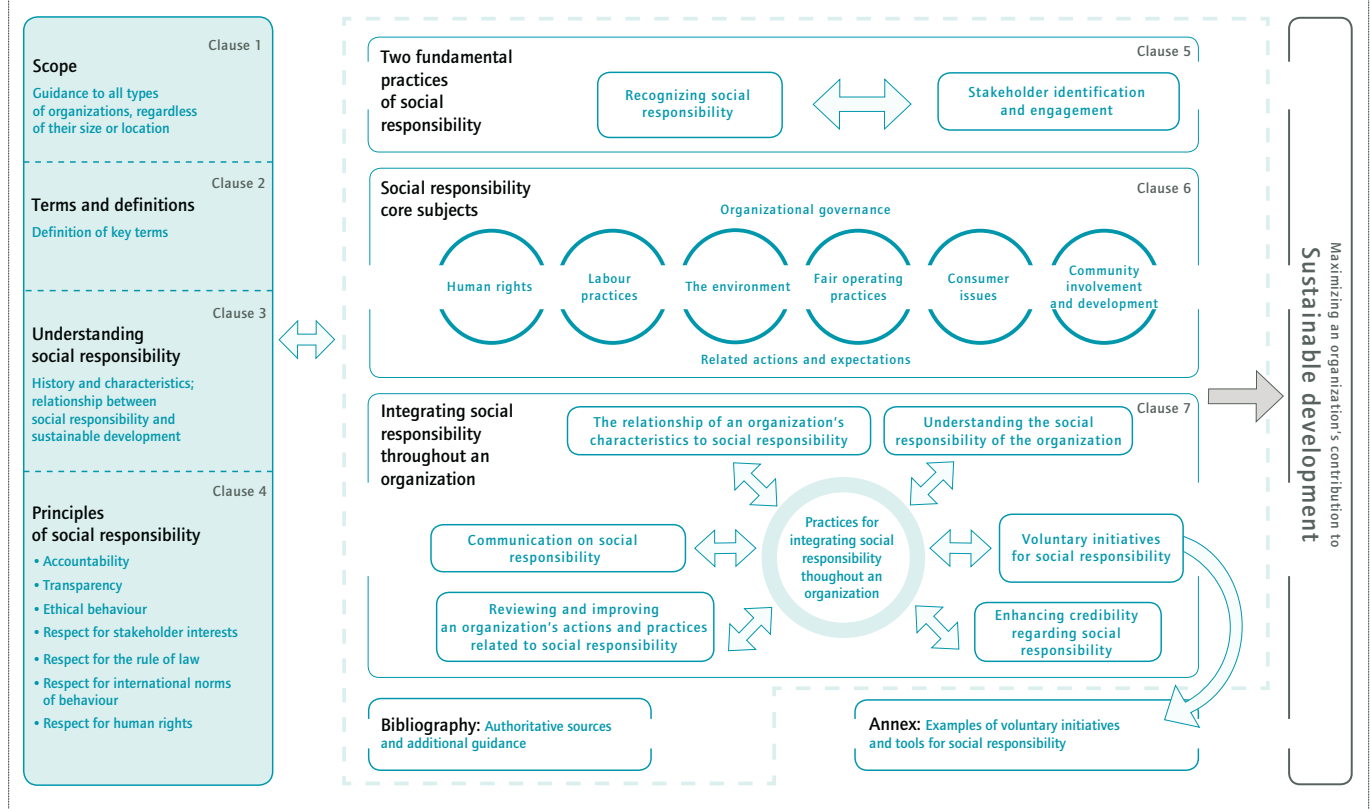 Clause 1
Scope
Guidance to all types
of organizations, regardless
of their size or location
Clause 2
Terms and definitions
Definition of key terms
Clause 3
Understanding
social responsibility
History and characteristics;
relationship between
social responsibility and
sustainable development
Clause 4
Principles
of social responsibility
• Accountability
• Transparency
• Ethical behaviour
• Respect for stakeholder interests
• Respect for the rule of law
• Respect for international norms
of behaviour
• Respect for human rights
Two fundamental
practices
of social
responsibility
Clause 5
Recognizing social
responsibility
Stakeholder identification
and engagement
Social responsibility
core subjects
Clause 6
Organizational governance
Human rights
Labour
practices
The environment
Fair operating
practices
Consumer
issues
Community
involvement
and development
Related actions and expectations
Integrating social
responsibility
throughout an
organization
Clause 7
The relationship of an organization's
characteristics to social responsibility
Understanding the social
responsibility of the organization
Communication on social
responsibility
Practices for
integrating social
responsibility
thoughout an
organization
Voluntary initiatives
for social responsibility
Reviewing and improving
an organization's actions and practices
related to social responsibility
Enhancing credibility
regarding social
responsibility
Bibliography: Authoritative sources
and additional guidance
Annex: Examples of voluntary initiatives
and tools for social responsibility
Maximizing an organization's contribution to
Sustainable development